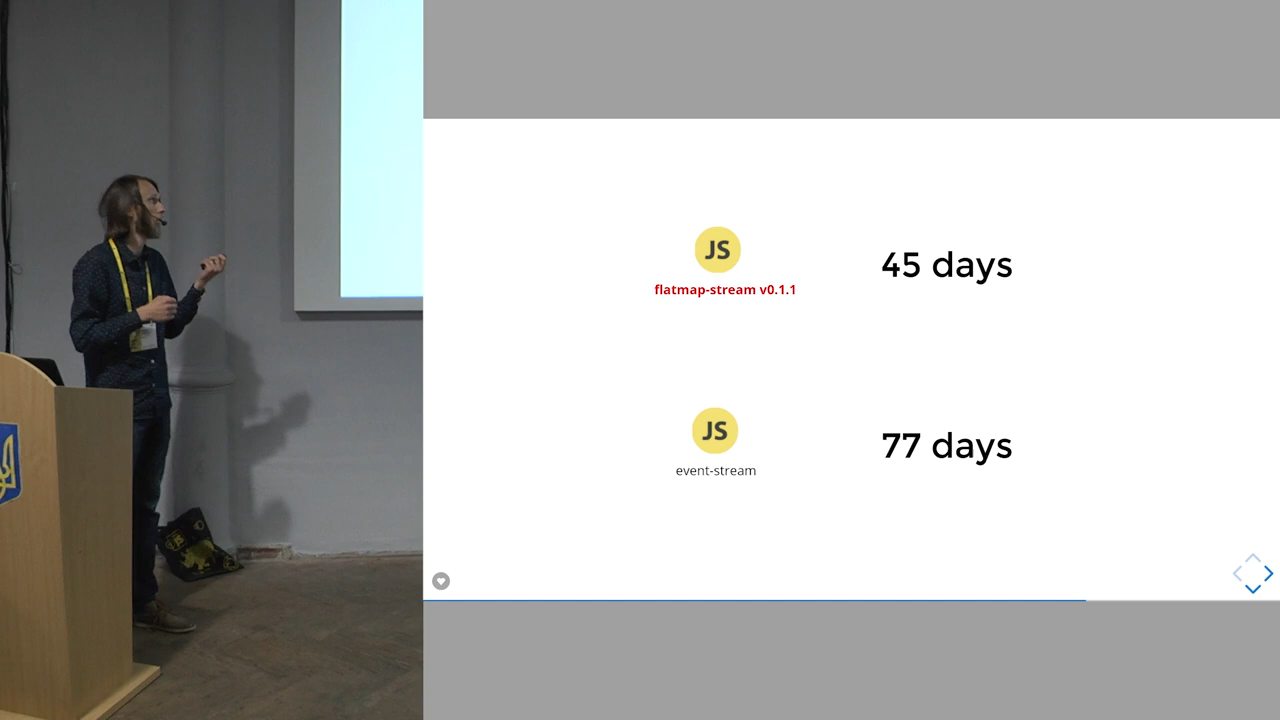 JS
45 days
flatmap-stream v0.1.1
JS
77 days
event-stream